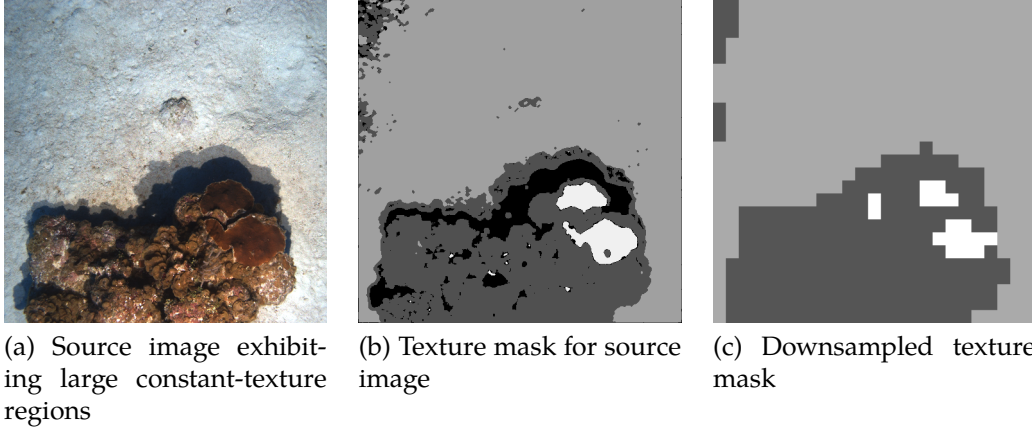 (a) Source image exhibit-
ing large constant-texture
regions
(b) Texture mask for source
image
(c) Downsampled texture
mask